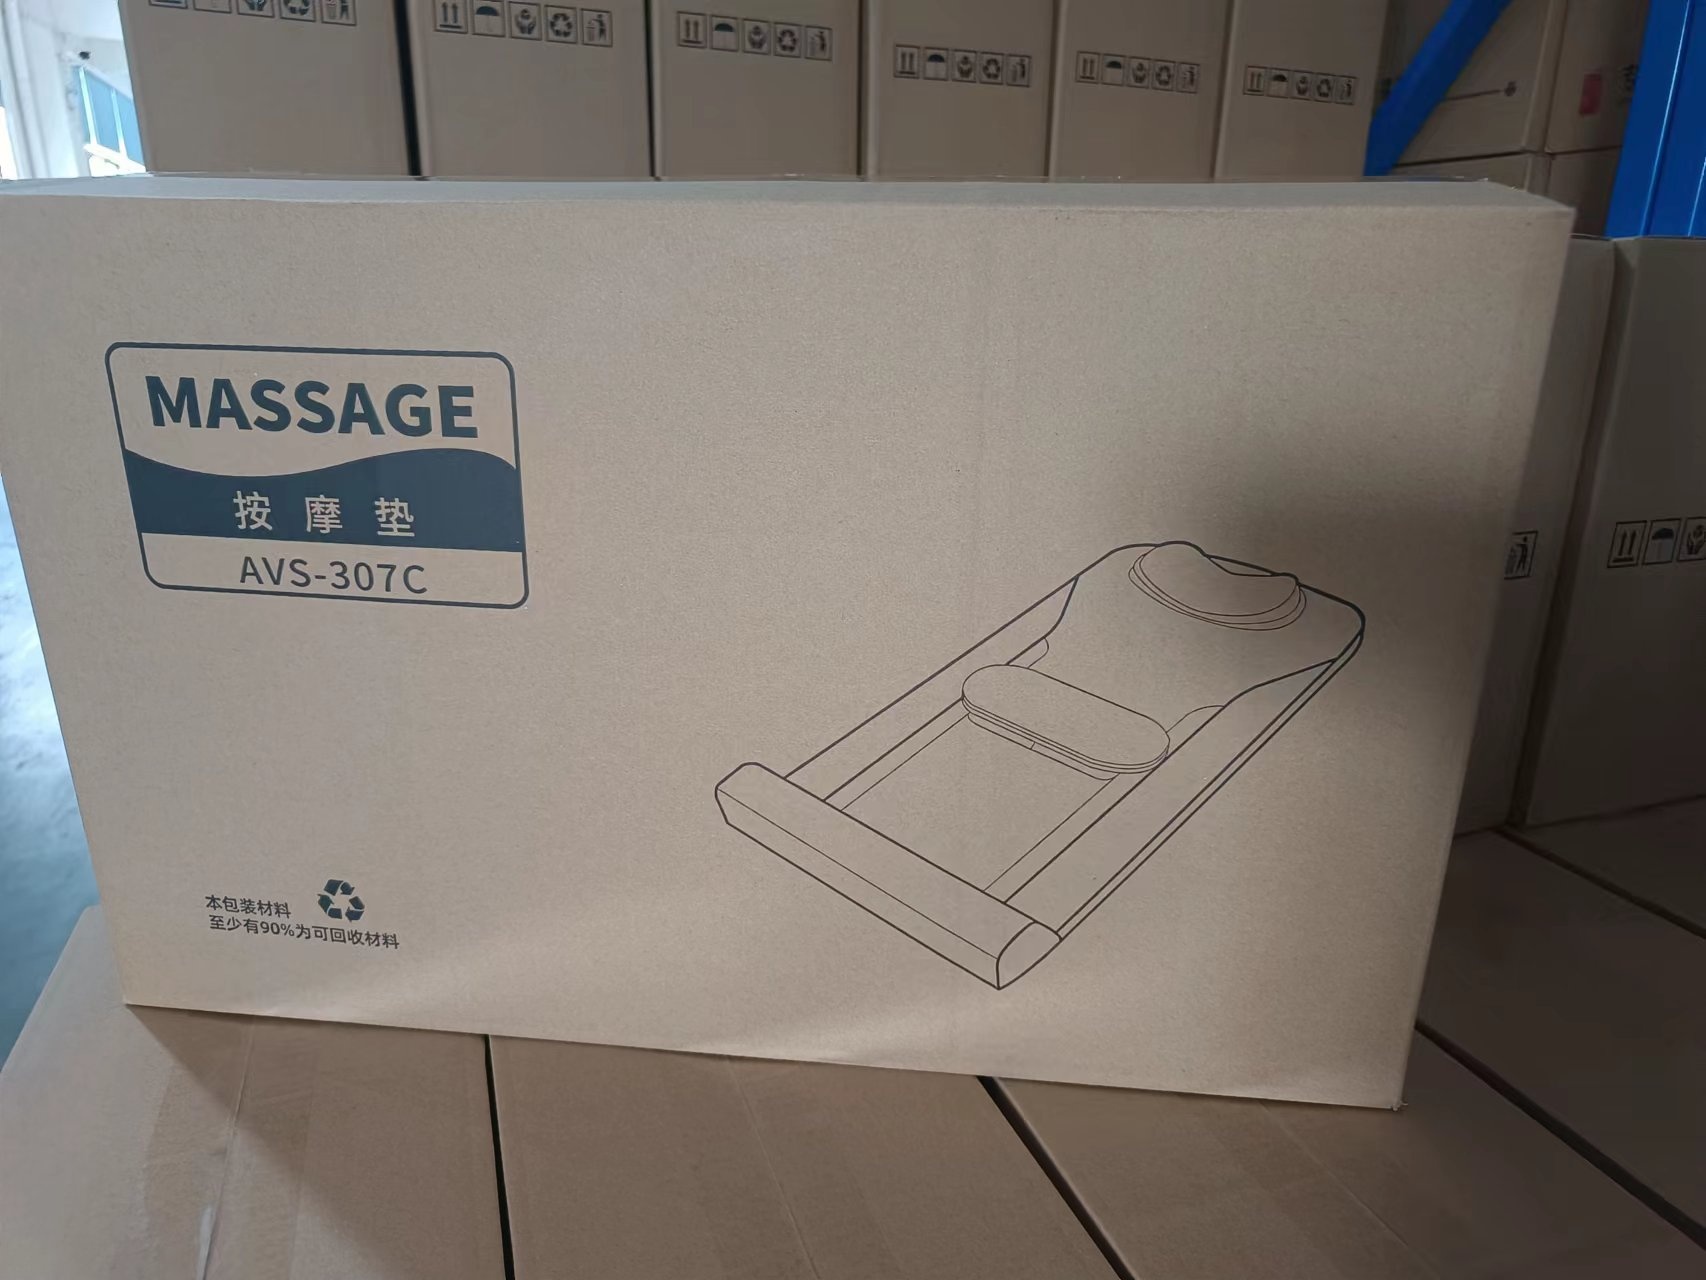 MASSAGE
按摩垫
AVS-307C
本包装材料
至少有90%为可回收材料